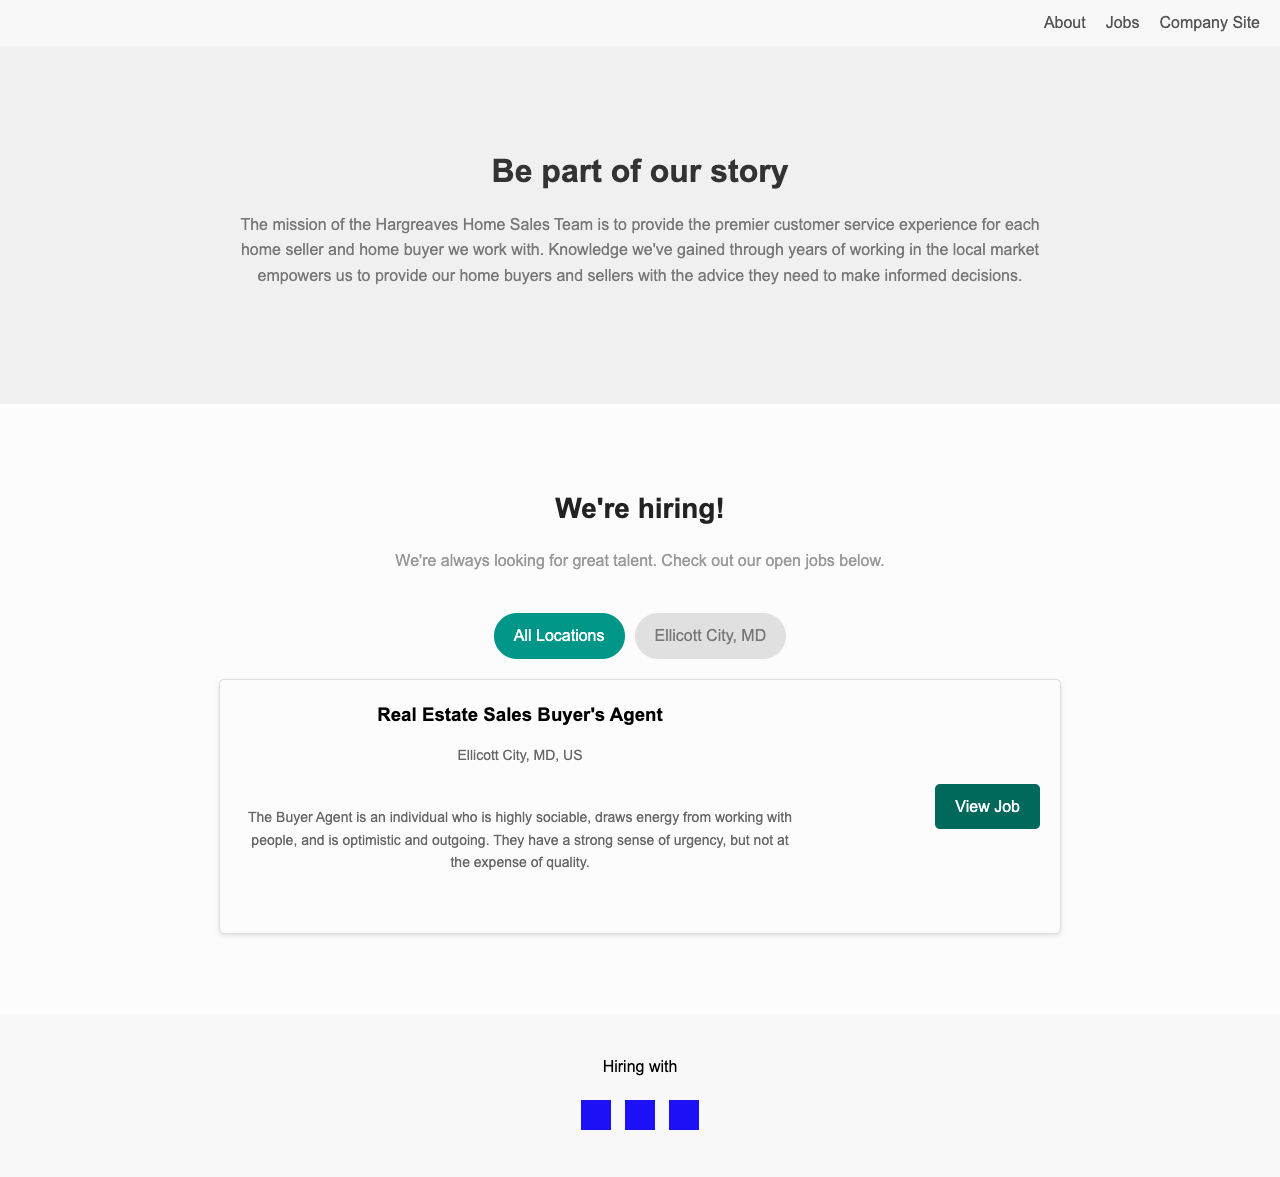 About Jobs Company Site
Be part of our story
The mission of the Hargreaves Home Sales Team is to provide the premier customer service experience for each
home seller and home buyer we work with. Knowledge we've gained through years of working in the local market
empowers us to provide our home buyers and sellers with the advice they need to make informed decisions.
We're hiring!
We're always looking for great talent. Check out our open jobs below.
All Locations Ellicott City, MD
Real Estate Sales Buyer's Agent
Ellicott City, MD, US
View Job
The Buyer Agent is an individual who is highly sociable, draws energy from working with
people, and is optimistic and outgoing. They have a strong sense of urgency, but not at
the expense of quality.
Hiring with